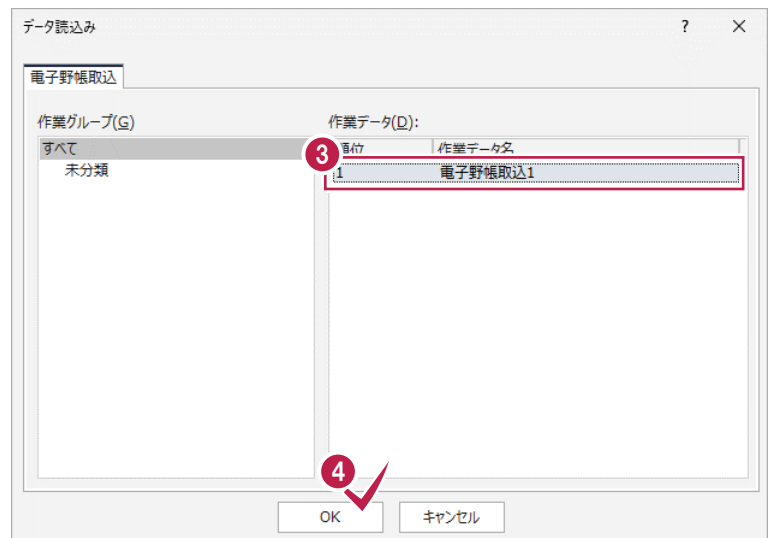 データ読込み ? ×
電子野帳取込
作業グループ(G) 作業データ(D):
すべて
未分類
3
順位 作業データ名
1 電子野帳取込1
4
OK キャンセル